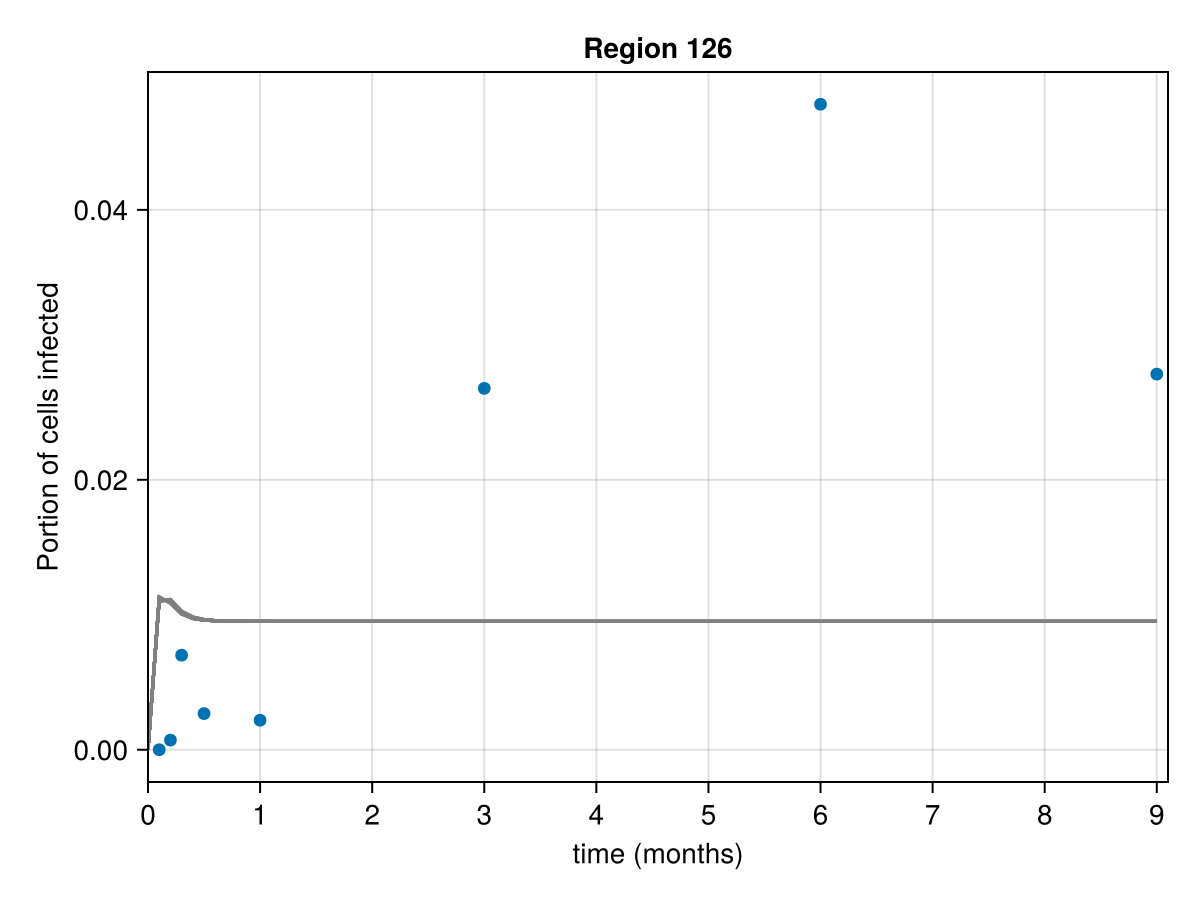 Region 126
Portion of cells infected
0.04
0.02
0.00
0 1 2 3 4 5 6 7 8 9
time (months)